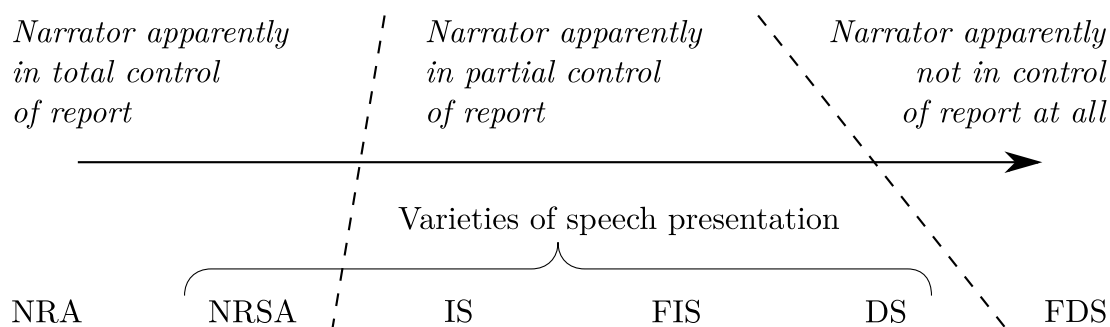 Narrator apparently
in total control
of report
Narrator apparently
in partial control
of report
Narrator apparently
not in control
of report at all
Varieties of speech presentation
NRA NRSA IS FIS DS FDS